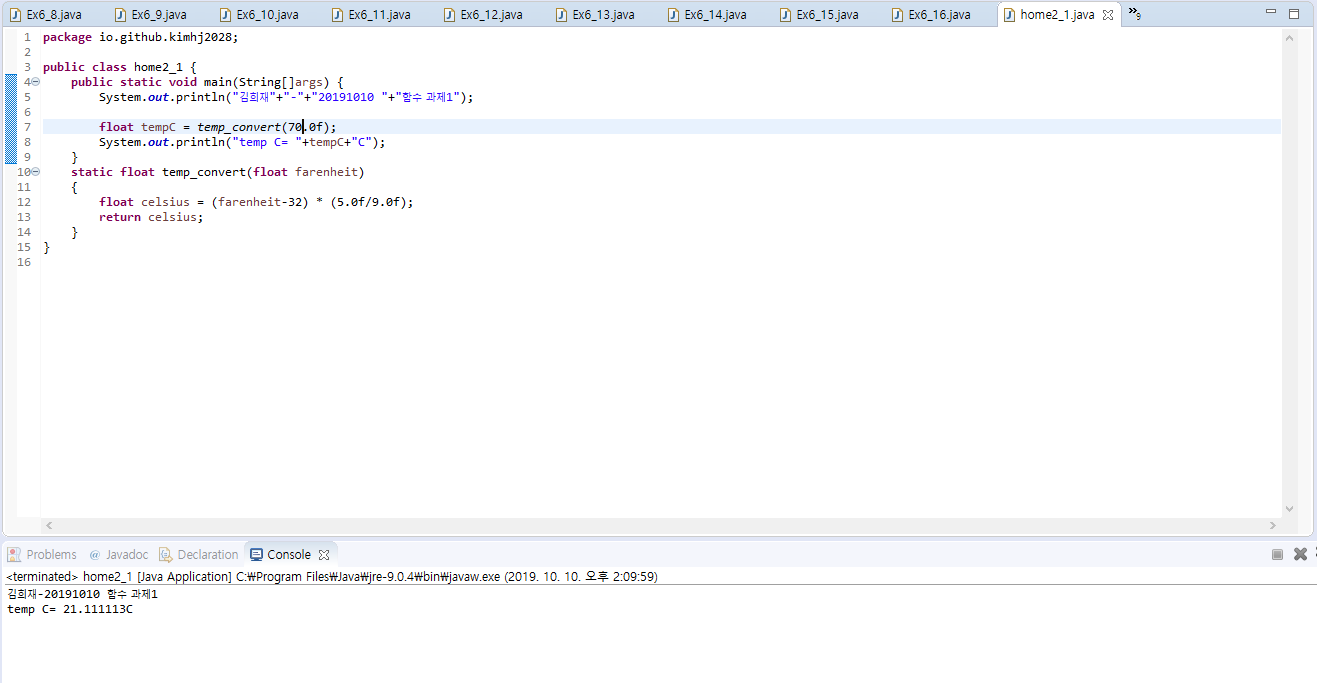 Ex6_8.java Ex6_9.java Ex6_10.java Ex6_11.java Ex6_12.java Ex6_13.java Ex6_14.java Ex6_15.java Ex6_16.java home2_1.java »9
1 package io.github.kimhj2028;
2
3 public class home2_1 {
4 public static void main(String[]args) {
5 System.out.println("김희재"+"-"+"20191010 "+"함수 과제1");
6
7 float tempC = temp_convert(70.0f);
8 System.out.println("temp C= "+tempC+"C");
9 }
10 static float temp_convert(float farenheit)
11 {
12 float celsius = (farenheit-32) * (5.0f/9.0f);
13 return celsius;
14 }
15 }
16
Problems @ Javadoc Declaration Console
<terminated> home2_1 [Java Application] C:₩Program Files₩Java₩jre-9.0.4₩bin₩javaw.exe (2019. 10. 10. 오후 2:09:59)
김희재-20191010 함수 과제1
temp C= 21.111113C